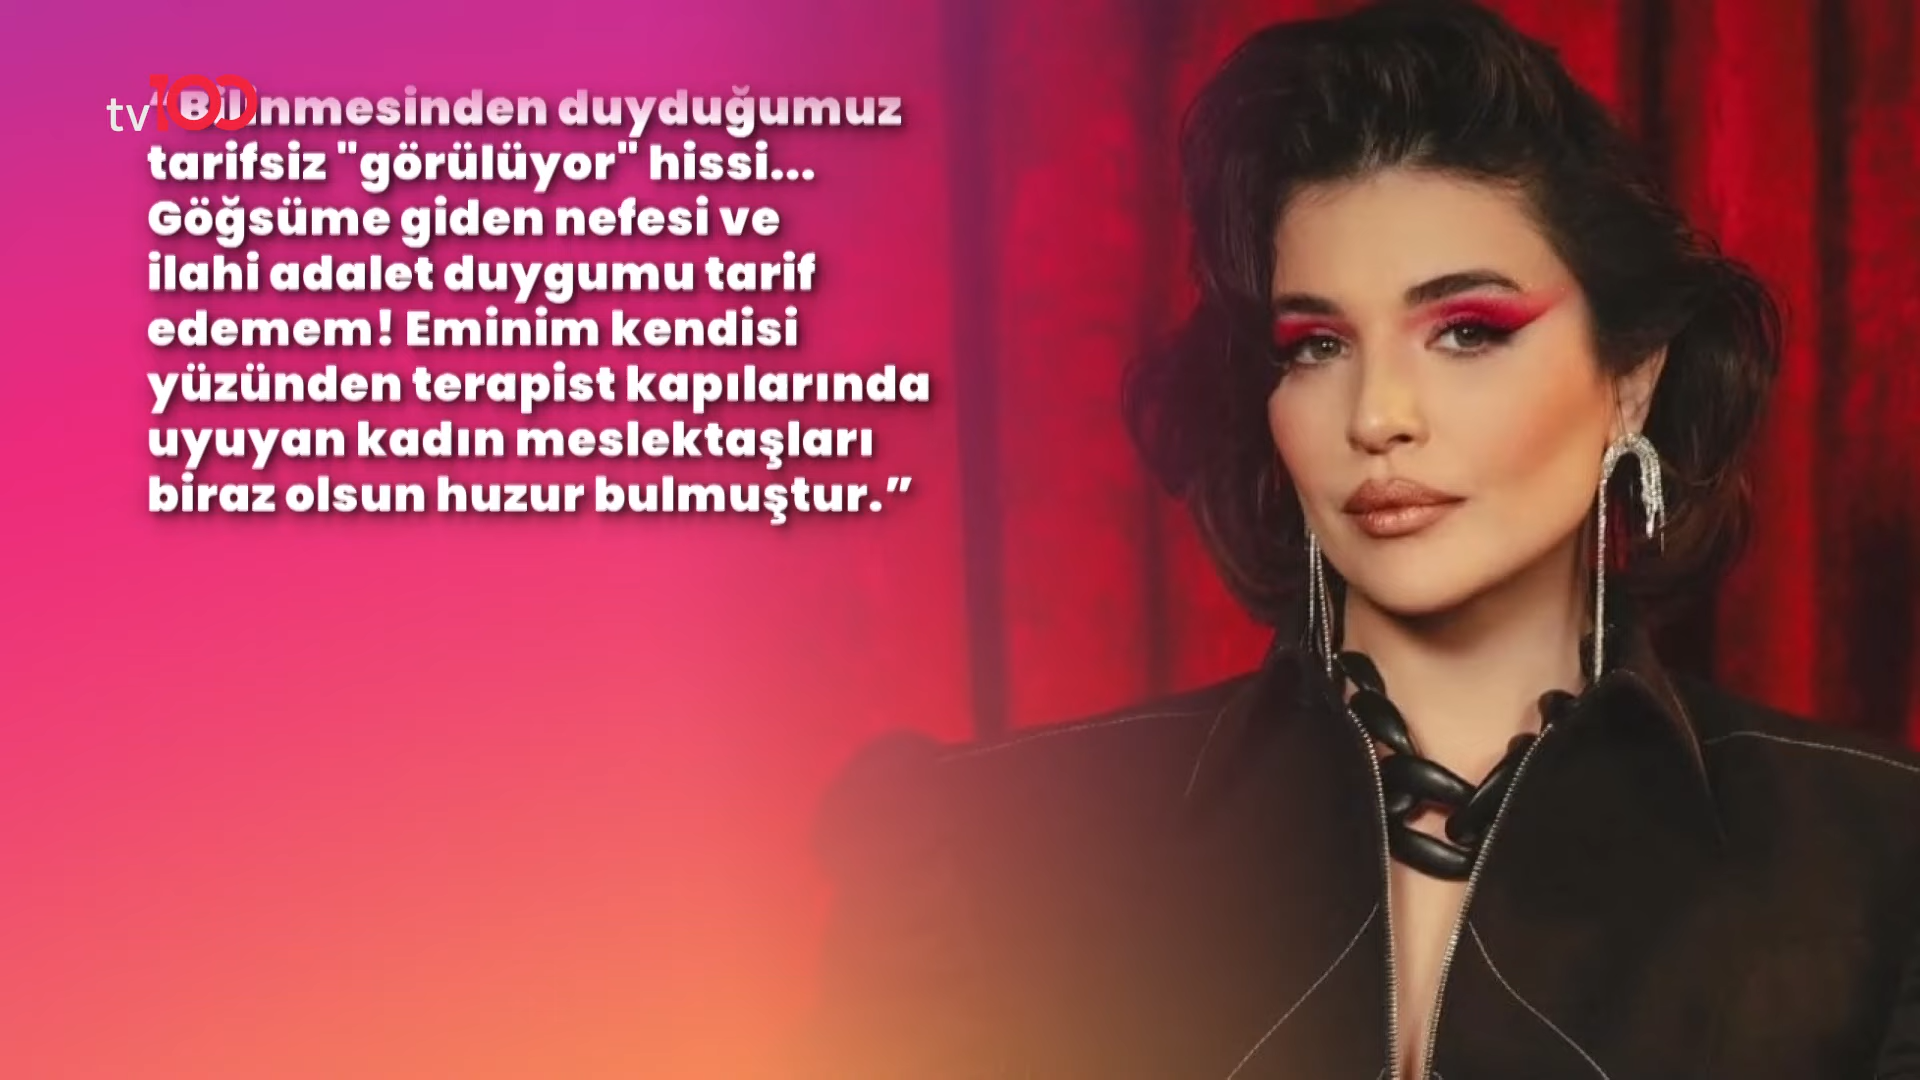 tv100
“Bilinmesinden duyduğumuz
tarifsiz "görülüyor" hissi...
Göğsüme giden nefesi ve
ilahi adalet duygumu tarif
edemem! Eminim kendisi
yüzünden terapist kapılarında
uyuyan kadın meslektaşları
biraz olsun huzur bulmuştur.”